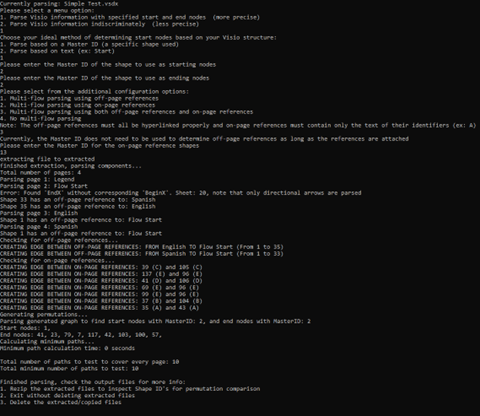 Currently parsing: Simple Test.vsdx
Please select a menu option:
1. Parse Visio information with specified start and end nodes  (more precise)
2. Parse Visio information indiscriminately  (less precise)
1
Choose your ideal method of determining start nodes based on your Visio structure:
1. Parse based on a Master ID (a specific shape used)
2. Parse based on text (ex: Start)
1
Please enter the Master ID of the shape to use as starting nodes
2
Please enter the Master ID of the shape to use as ending nodes
2
Please select from the additional configuration options:
1. Multi-flow parsing using off-page references
2. Multi-flow parsing using on-page references
3. Multi-flow parsing using both off-page references and on-page references
4. No multi-flow parsing
Note: The off-page references must all be hyperlinked properly and on-page references must contain only the text of their identifiers (ex: A)
3
Currently, the Master ID does not need to be used to determine off-page references as long as the references are attached
Please enter the Master ID for the on-page reference shapes
13
extracting file to extracted
finished extraction, parsing components...
Total number of pages: 4
Parsing page 1: Legend
Parsing page 2: Flow Start
Error: Found `EndX` without corresponding `BeginX`. Sheet: 20, note that only directional arrows are parsed
Shape 33 has an off-page reference to: Spanish
Shape 35 has an off-page reference to: English
Parsing page 3: English
Shape 1 has an off-page reference to: Flow Start
Parsing page 4: Spanish
Shape 1 has an off-page reference to: Flow Start
Checking for off-page references...
CREATING EDGE BETWEEN OFF-PAGE REFERENCES: FROM English TO Flow Start (From 1 to 35)
CREATING EDGE BETWEEN OFF-PAGE REFERENCES: FROM Spanish TO Flow Start (From 1 to 33)
Checking for on-page references...
CREATING EDGE BETWEEN ON-PAGE REFERENCES: 39 (C) and 105 (C)
CREATING EDGE BETWEEN ON-PAGE REFERENCES: 137 (E) and 96 (E)
CREATING EDGE BETWEEN ON-PAGE REFERENCES: 41 (D) and 106 (D)
CREATING EDGE BETWEEN ON-PAGE REFERENCES: 69 (E) and 96 (E)
CREATING EDGE BETWEEN ON-PAGE REFERENCES: 99 (E) and 96 (E)
CREATING EDGE BETWEEN ON-PAGE REFERENCES: 37 (B) and 104 (B)
CREATING EDGE BETWEEN ON-PAGE REFERENCES: 35 (A) and 43 (A)
Generating permutations...
Parsing generated graph to find start nodes with MasterID: 2, and end nodes with MasterID: 2
Start nodes: 1,
End nodes: 41, 23, 79, 7, 117, 42, 103, 100, 57,
Calculating minimum paths...
Minimum path calculation time: 0 seconds

Total number of paths to test to cover every page: 10
Total minimum number of paths to test: 10

Finished parsing, check the output files for more info:
1. Rezip the extracted files to inspect Shape ID's for permutation comparison
2. Exit without deleting extracted files
3. Delete the extracted/copied files